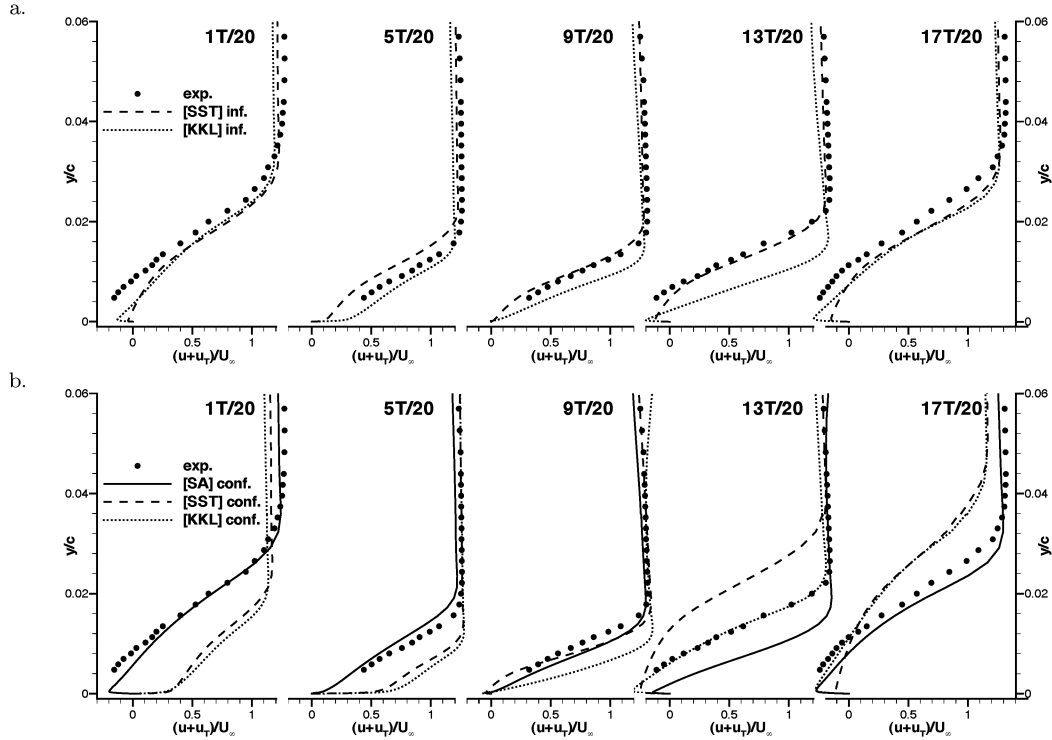 a.
0.06 1T/20 5T/20 9T/20 13T/20 17T/20 0.06
exp.
[SST] inf.
[KKL] inf.
0.04 0.04
y/c y/c
0.02 0.02
0 0
0 0.5 1 0 0.5 1 0 0.5 1 0 0.5 1 0 0.5 1
(u+u_T)/U_∞ (u+u_T)/U_∞ (u+u_T)/U_∞ (u+u_T)/U_∞ (u+u_T)/U_∞
b.
0.06 1T/20 5T/20 9T/20 13T/20 17T/20 0.06
exp.
[SA] conf.
[SST] conf.
[KKL] conf.
0.04 0.04
y/c y/c
0.02 0.02
0 0
0 0.5 1 0 0.5 1 0 0.5 1 0 0.5 1 0 0.5 1
(u+u_T)/U_∞ (u+u_T)/U_∞ (u+u_T)/U_∞ (u+u_T)/U_∞ (u+u_T)/U_∞